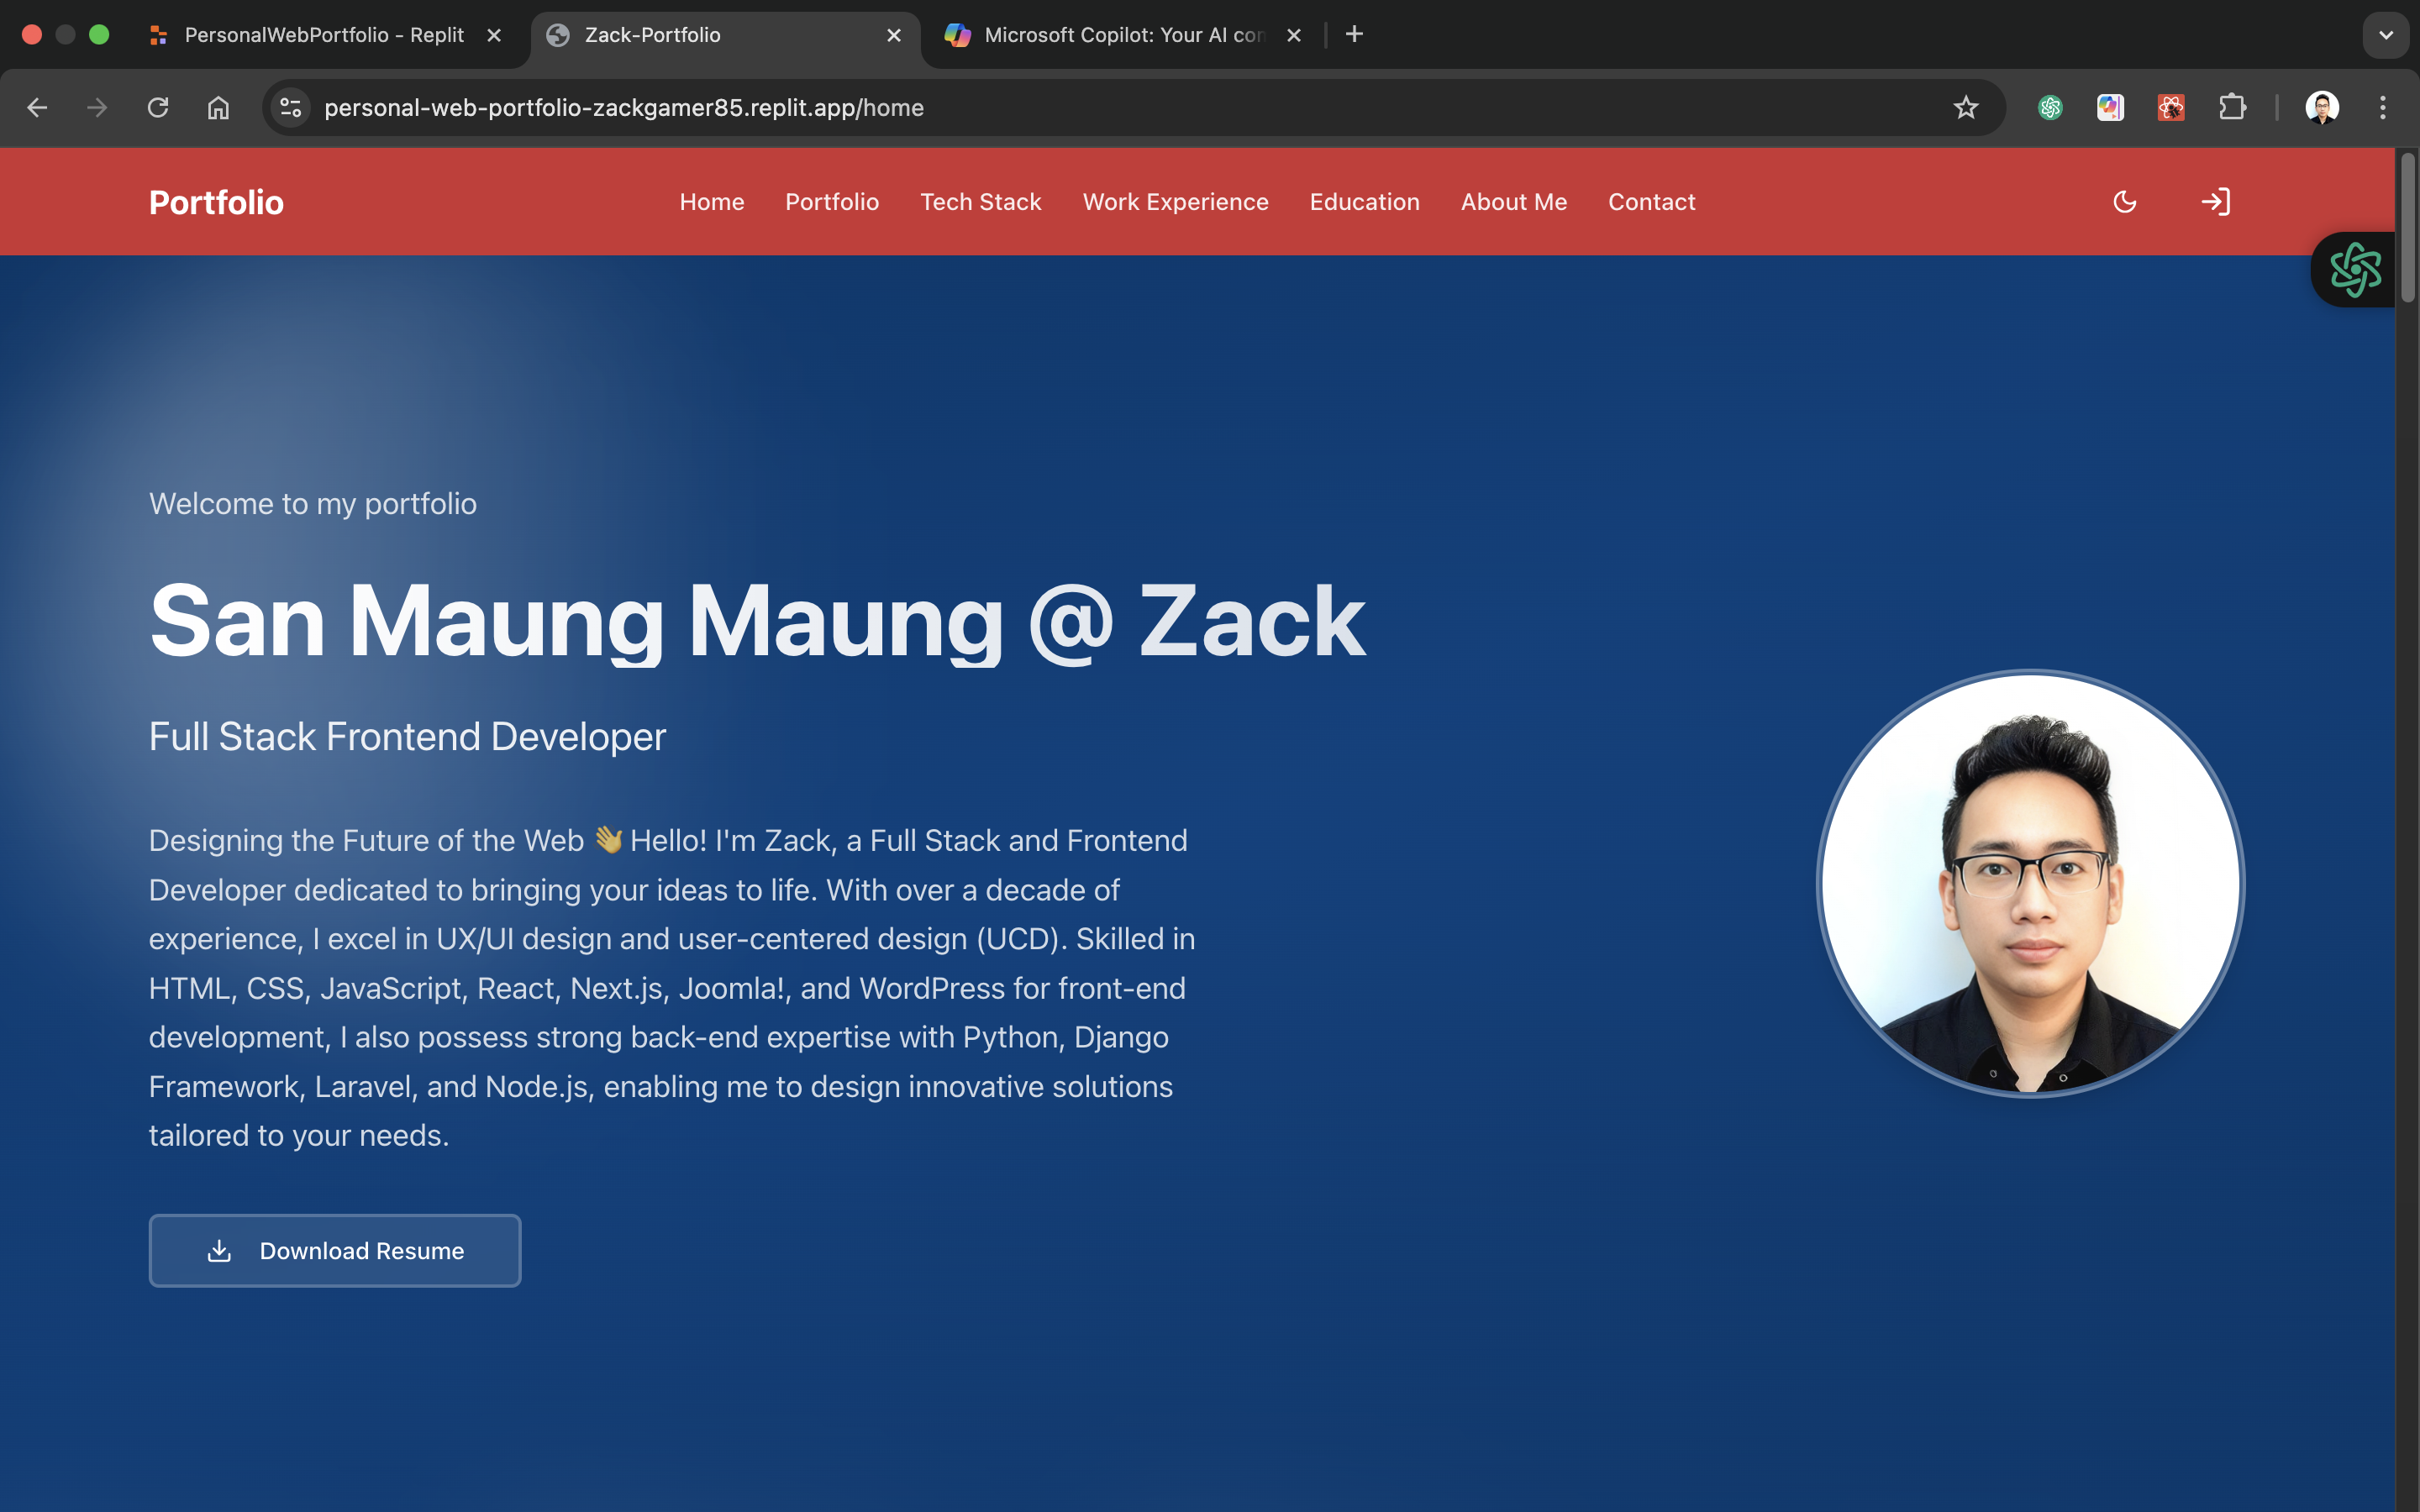 PersonalWebPortfolio - Replit
Zack-Portfolio
Microsoft Copilot: Your AI con
personal-web-portfolio-zackgamer85.replit.app/home
Portfolio
Home
Portfolio
Tech Stack
Work Experience
Education
About Me
Contact
Welcome to my portfolio
San Maung Maung @ Zack
Full Stack Frontend Developer
Designing the Future of the Web 👋 Hello! I'm Zack, a Full Stack and Frontend
Developer dedicated to bringing your ideas to life. With over a decade of
experience, I excel in UX/UI design and user-centered design (UCD). Skilled in
HTML, CSS, JavaScript, React, Next.js, Joomla!, and WordPress for front-end
development, I also possess strong back-end expertise with Python, Django
Framework, Laravel, and Node.js, enabling me to design innovative solutions
tailored to your needs.
Download Resume